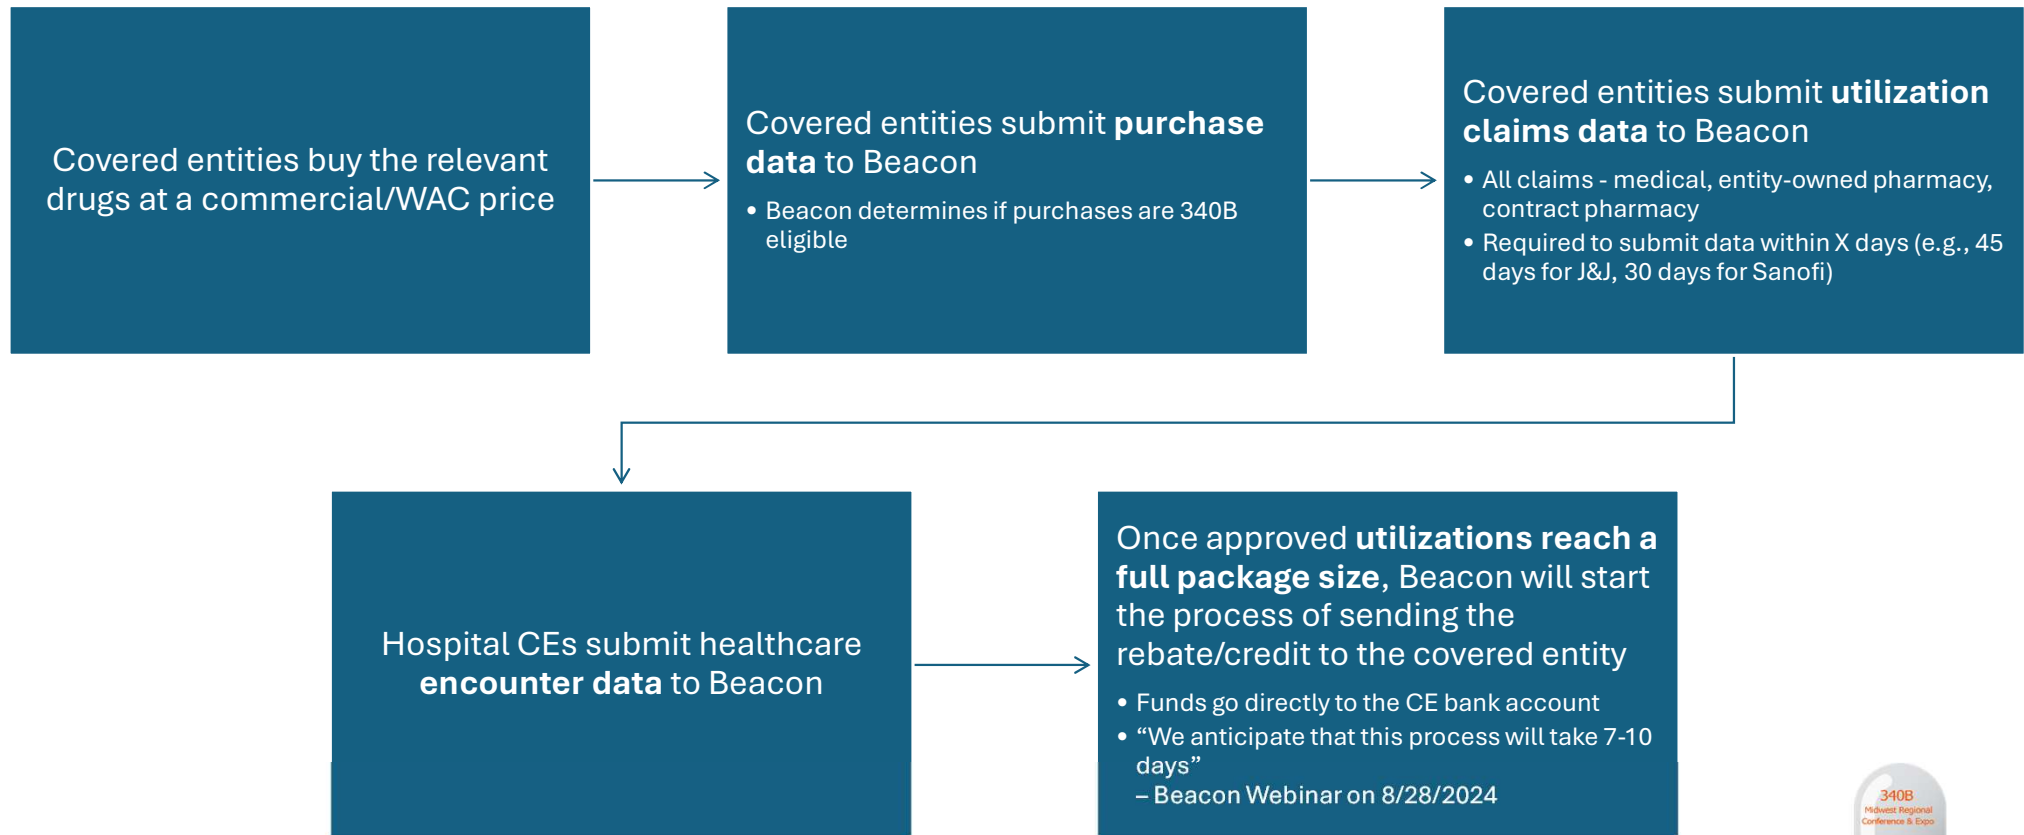 Covered entities buy the relevant
drugs at a commercial/WAC price
Covered entities submit purchase
data to Beacon
• Beacon determines if purchases are 340B
eligible
Covered entities submit utilization
claims data to Beacon
• All claims - medical, entity-owned pharmacy,
contract pharmacy
• Required to submit data within X days (e.g., 45
days for J&J, 30 days for Sanofi)
Hospital CEs submit healthcare
encounter data to Beacon
Once approved utilizations reach a
full package size, Beacon will start
the process of sending the
rebate/credit to the covered entity
• Funds go directly to the CE bank account
• “We anticipate that this process will take 7-10
days”
– Beacon Webinar on 8/28/2024
340B
Midwest Regional
Conference & Expo